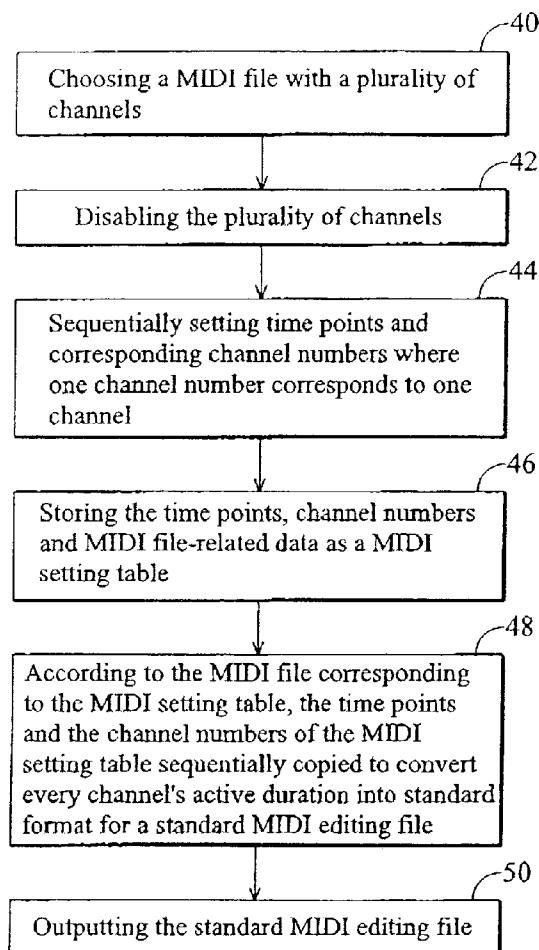 40
Choosing a MIDI file with a plurality of
channels
42
Disabling the plurality of channels
44
Sequentially setting time points and
corresponding channel numbers where
one channel number corresponds to one
channel
46
Storing the time points, channel numbers
and MIDI file-related data as a MIDI
setting table
48
According to the MIDI file corresponding
to the MIDI setting table, the time points
and the channel numbers of the MIDI
setting table sequentially copied to convert
every channel's active duration into standard
format for a standard MIDI editing file
50
Outputting the standard MIDI editing file